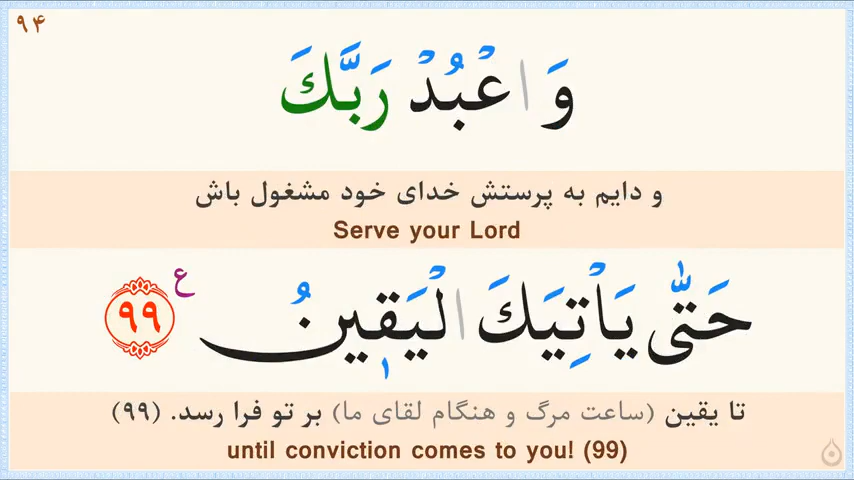 ۹۴
وَ اعْبُدْ رَبَّكَ
و دایم به پرستش خدای خود مشغول باش
Serve your Lord
حَتّٰى يَأْتِيَكَ الْيَقِينُ ع ۹۹
تا یقین (ساعت مرگ و هنگام لقای ما) بر تو فرا رسد. (۹۹)
until conviction comes to you! (99)